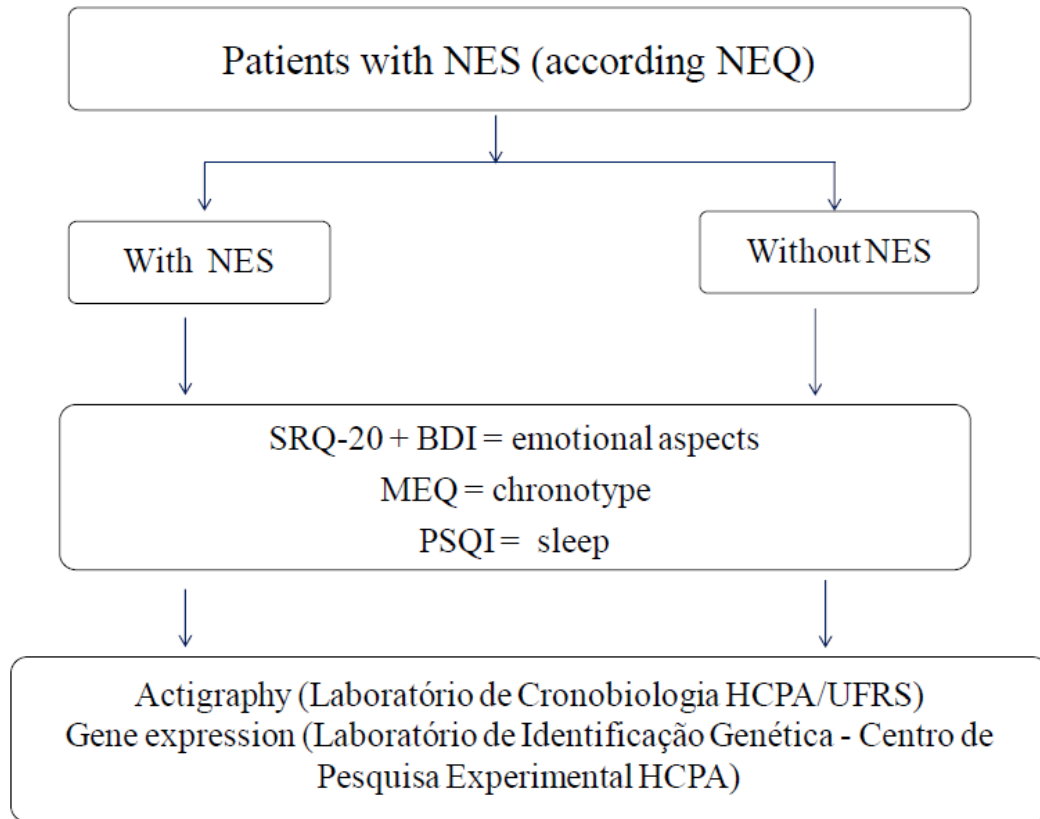 Patients with NES (according NEQ)
With NES
Without NES
SRQ-20 + BDI = emotional aspects
MEQ = chronotype
PSQI = sleep
Actigraphy (Laboratório de Cronobiologia HCPA/UFRS)
Gene expression (Laboratório de Identificação Genética - Centro de
Pesquisa Experimental HCPA)